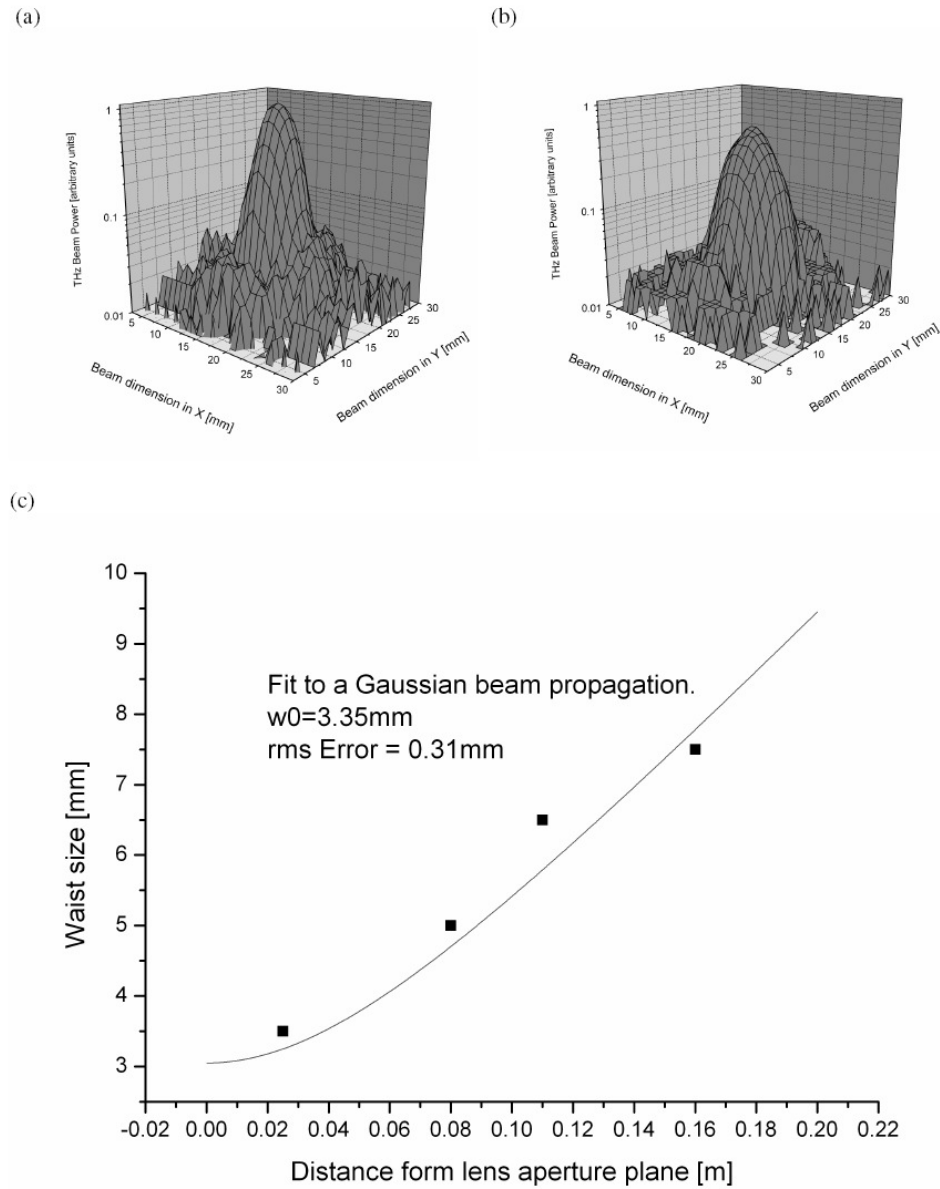 (a)
(b)
THz Beam Power [arbitrary units]
1
0.1
0.01
5
10
15
20
25
30
Beam dimension in X [mm]
5
10
15
20
25
30
Beam dimension in Y [mm]
THz Beam Power [arbitrary units]
1
0.1
0.01
5
10
15
20
25
30
Beam dimension in X [mm]
5
10
15
20
25
30
Beam dimension in Y [mm]
(c)
Waist size [mm]
10
9
8
7
6
5
4
3
Fit to a Gaussian beam propagation.
w0=3.35mm
rms Error = 0.31mm
-0.02 0.00 0.02 0.04 0.06 0.08 0.10 0.12 0.14 0.16 0.18 0.20 0.22
Distance form lens aperture plane [m]